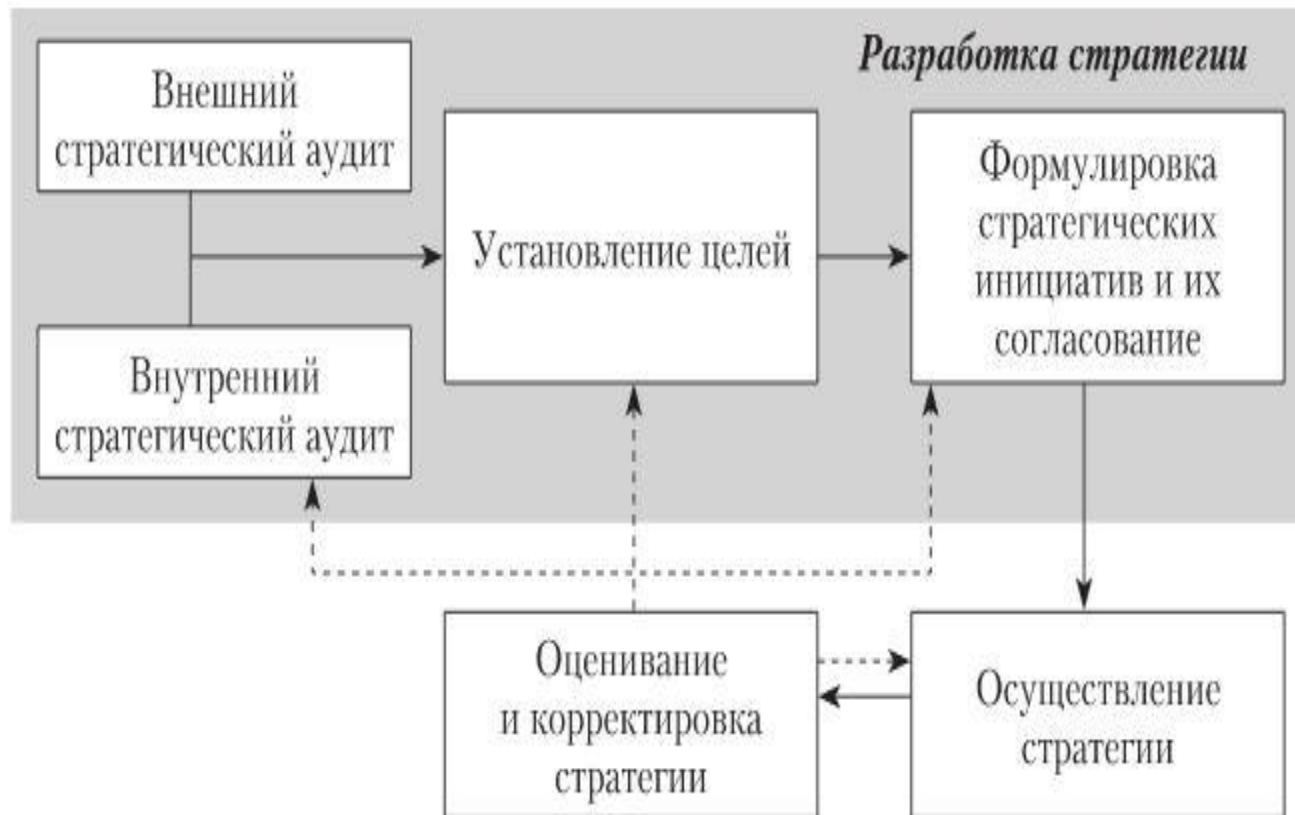 Разработка стратегии
Внешний
стратегический аудит
Внутренний
стратегический аудит
Установление целей
Формулировка
стратегических
инициатив и их
согласование
Оценивание
и корректировка
стратегии
Осуществление
стратегии